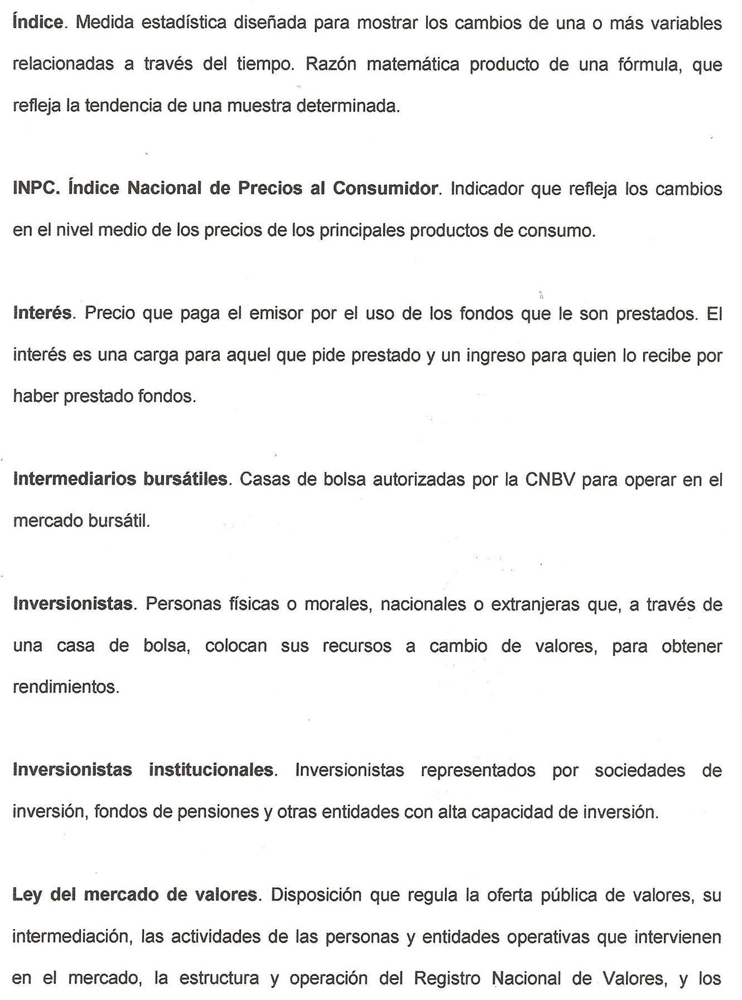 Índice. Medida estadística diseñada para mostrar los cambios de una o más variables
relacionadas a través del tiempo. Razón matemática producto de una fórmula, que
refleja la tendencia de una muestra determinada.
INPC. Índice Nacional de Precios al Consumidor. Indicador que refleja los cambios
en el nivel medio de los precios de los principales productos de consumo.
Interés. Precio que paga el emisor por el uso de los fondos que le son prestados. El
interés es una carga para aquel que pide prestado y un ingreso para quien lo recibe por
haber prestado fondos.
Intermediarios bursátiles. Casas de bolsa autorizadas por la CNBV para operar en el
mercado bursátil.
Inversionistas. Personas físicas o morales, nacionales o extranjeras que, a través de
una casa de bolsa, colocan sus recursos a cambio de valores, para obtener
rendimientos.
Inversionistas institucionales. Inversionistas representados por sociedades de
inversión, fondos de pensiones y otras entidades con alta capacidad de inversión.
Ley del mercado de valores. Disposición que regula la oferta pública de valores, su
intermediación, las actividades de las personas y entidades operativas que intervienen
en el mercado, la estructura y operación del Registro Nacional de Valores, y los